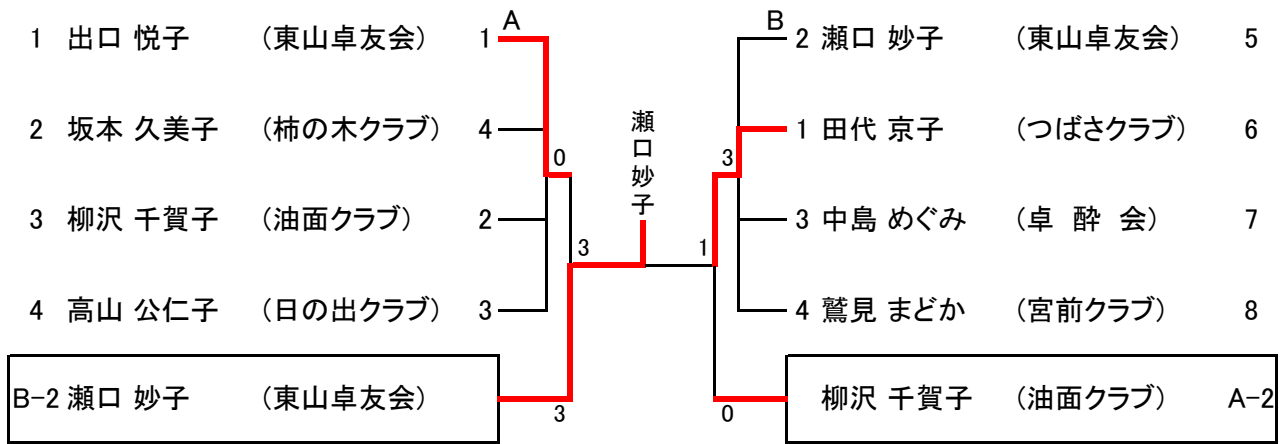 A
B
1 出口 悦子 (東山卓友会) 1
2 瀬口 妙子 (東山卓友会) 5
2 坂本 久美子 (柿の木クラブ) 4
瀬口妙子
1 田代 京子 (つばさクラブ) 6
0
3
3 柳沢 千賀子 (油面クラブ) 2
3 中島 めぐみ (卓 酔 会) 7
3
1
4 高山 公仁子 (日の出クラブ) 3
4 鷲見 まどか (宮前クラブ) 8
B-2 瀬口 妙子 (東山卓友会)
柳沢 千賀子 (油面クラブ) A-2
3
0